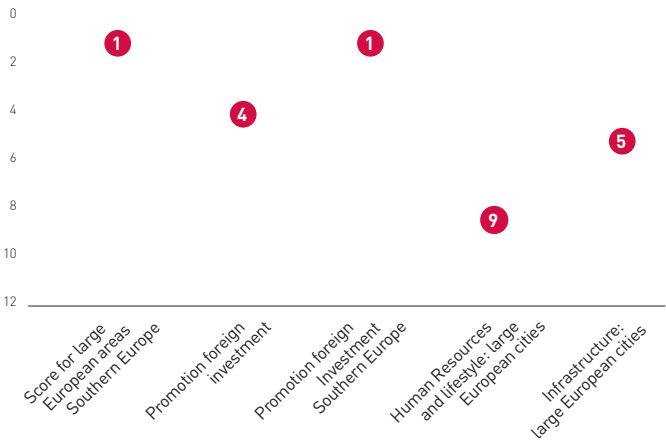 0
2
4
6
8
10
12
1
4
1
9
5
Score for large
European areas
Southern Europe
Promotion foreign
investment
Promotion foreign
Investment
Southern Europe
Human Resources
and lifestyle: large
European cities
Infrastructure:
large European cities